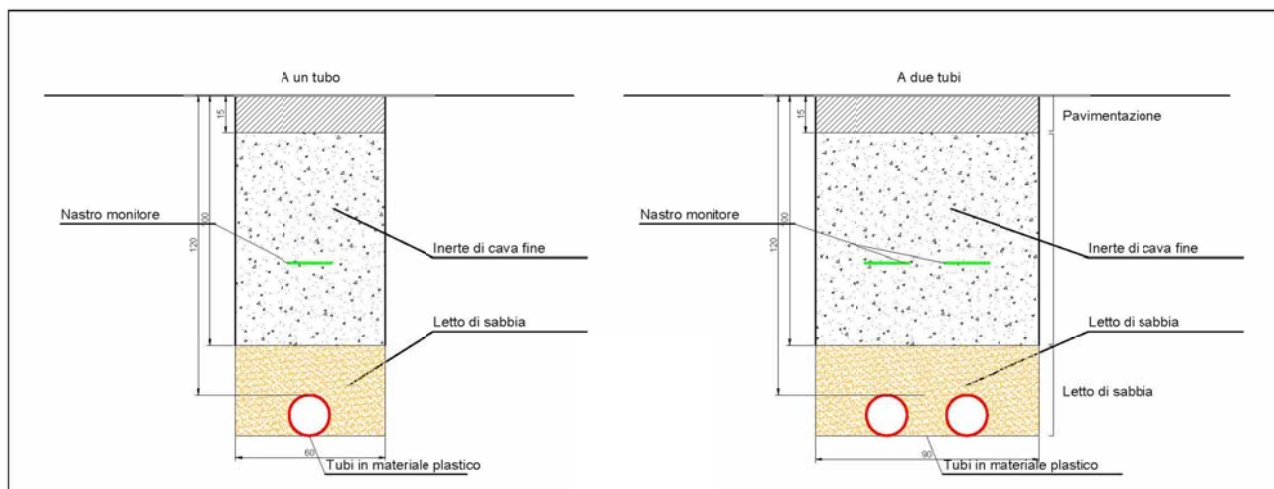 A un tubo
15
100
120
Nastro monitore
Inerte di cava fine
Letto di sabbia
60
Tubi in materiale plastico
A due tubi
15
100
120
Pavimentazione
Nastro monitore
Inerte di cava fine
Letto di sabbia
Letto di sabbia
90
Tubi in materiale plastico